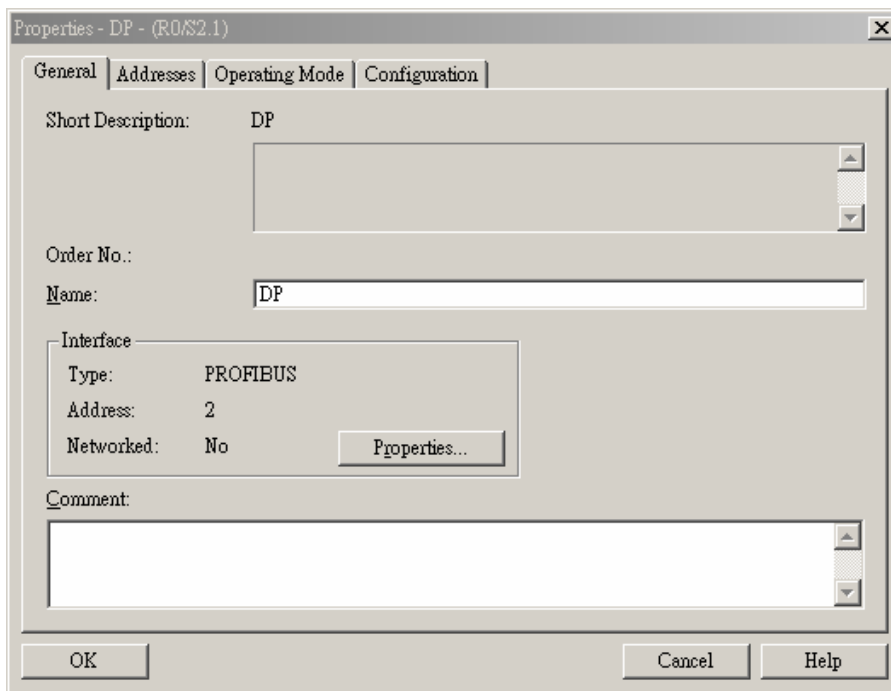 Properties - DP - (R0/S2.1)
General Addresses Operating Mode Configuration
Short Description: DP
Order No.:
Name: DP
Interface
Type: PROFIBUS
Address: 2
Networked: No Properties...
Comment:
OK Cancel Help